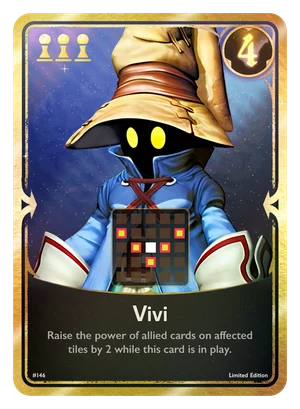 4
Vivi
Raise the power of allied cards on affected
tiles by 2 while this card is in play.
#146
Limited Edition